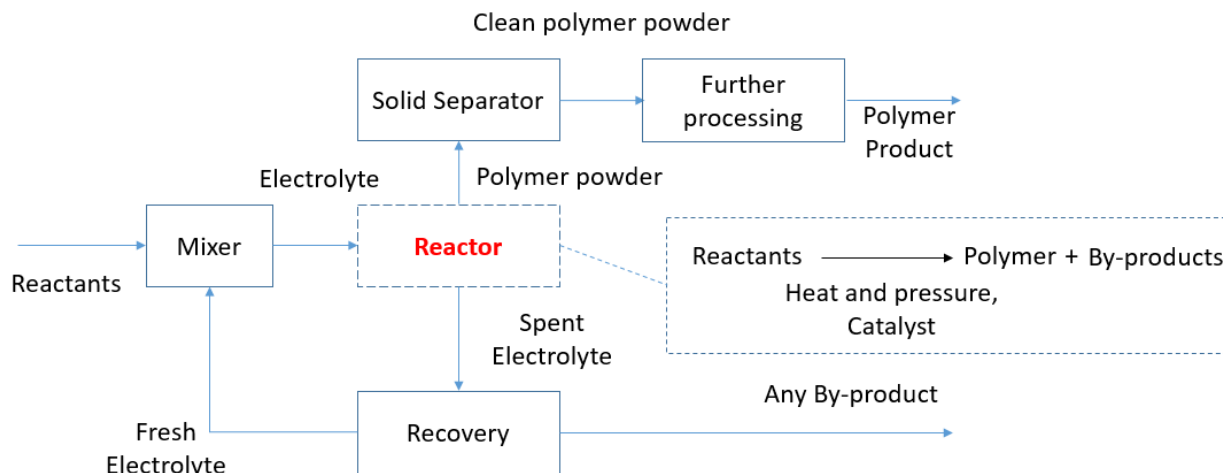 Clean polymer powder
Solid Separator
Further
processing
Polymer
Product
Electrolyte
Polymer powder
Mixer
Reactor
Reactants
Reactants
Polymer + By-products
Heat and pressure,
Catalyst
Spent
Electrolyte
Any By-product
Recovery
Fresh
Electrolyte